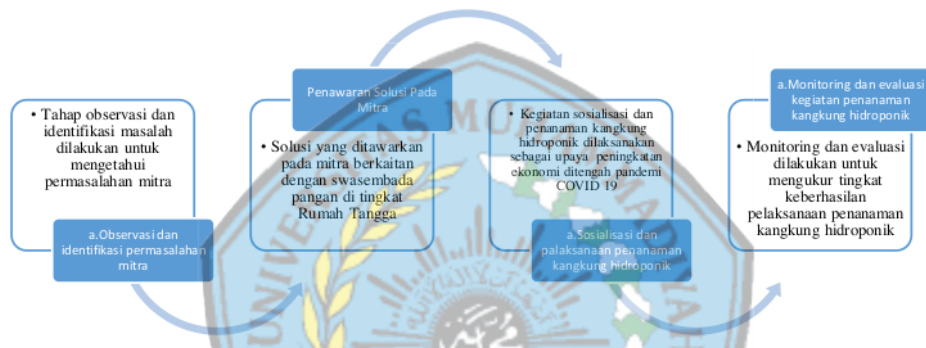 • Tahap observasi dan
identifikasi masalah
dilakukan untuk
mengetahui
permasalahan mitra
a.Observasi dan
identifikasi permasalahan
mitra
Penawaran Solusi Pada
Mitra
• Solusi yang ditawarkan
pada mitra berkaitan
dengan swasembada
pangan di tingkat
Rumah Tangga
• Kegiatan sosialisasi dan
penanaman kangkung
hidroponik dilaksanakan
sebagai upaya peningkatan
ekonomi ditengah pandemi
COVID 19
a.Sosialisasi dan
palaksanaan penanaman
kangkung hidroponik
a.Monitoring dan evaluasi
kegiatan penanaman
kangkung hidroponik
• Monitoring dan evaluasi
dilakukan untuk
mengukur tingkat
keberhasilan
pelaksanaan penanaman
kangkung hidroponik